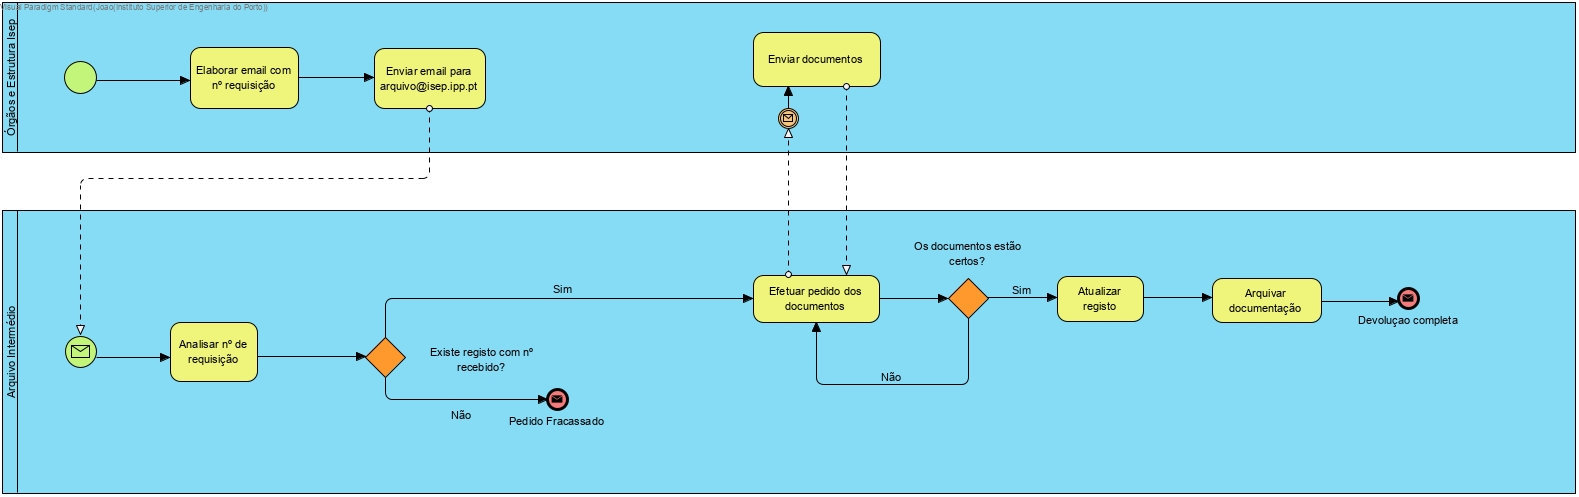 Visual Paradigm Standard(Joao(Instituto Superior de Engenharia do Porto))
Órgãos e Estrutura Isep
Elaborar email com
nº requisição
Enviar email para
arquivo@isep.ipp.pt
Enviar documentos
Arquivo Intermédio
Analisar nº de
requisição
Existe registo com nº
recebido?
Sim
Não
Pedido Fracassado
Efetuar pedido dos
documentos
Os documentos estão
certos?
Sim
Não
Atualizar
registo
Arquivar
documentação
Devoluçao completa